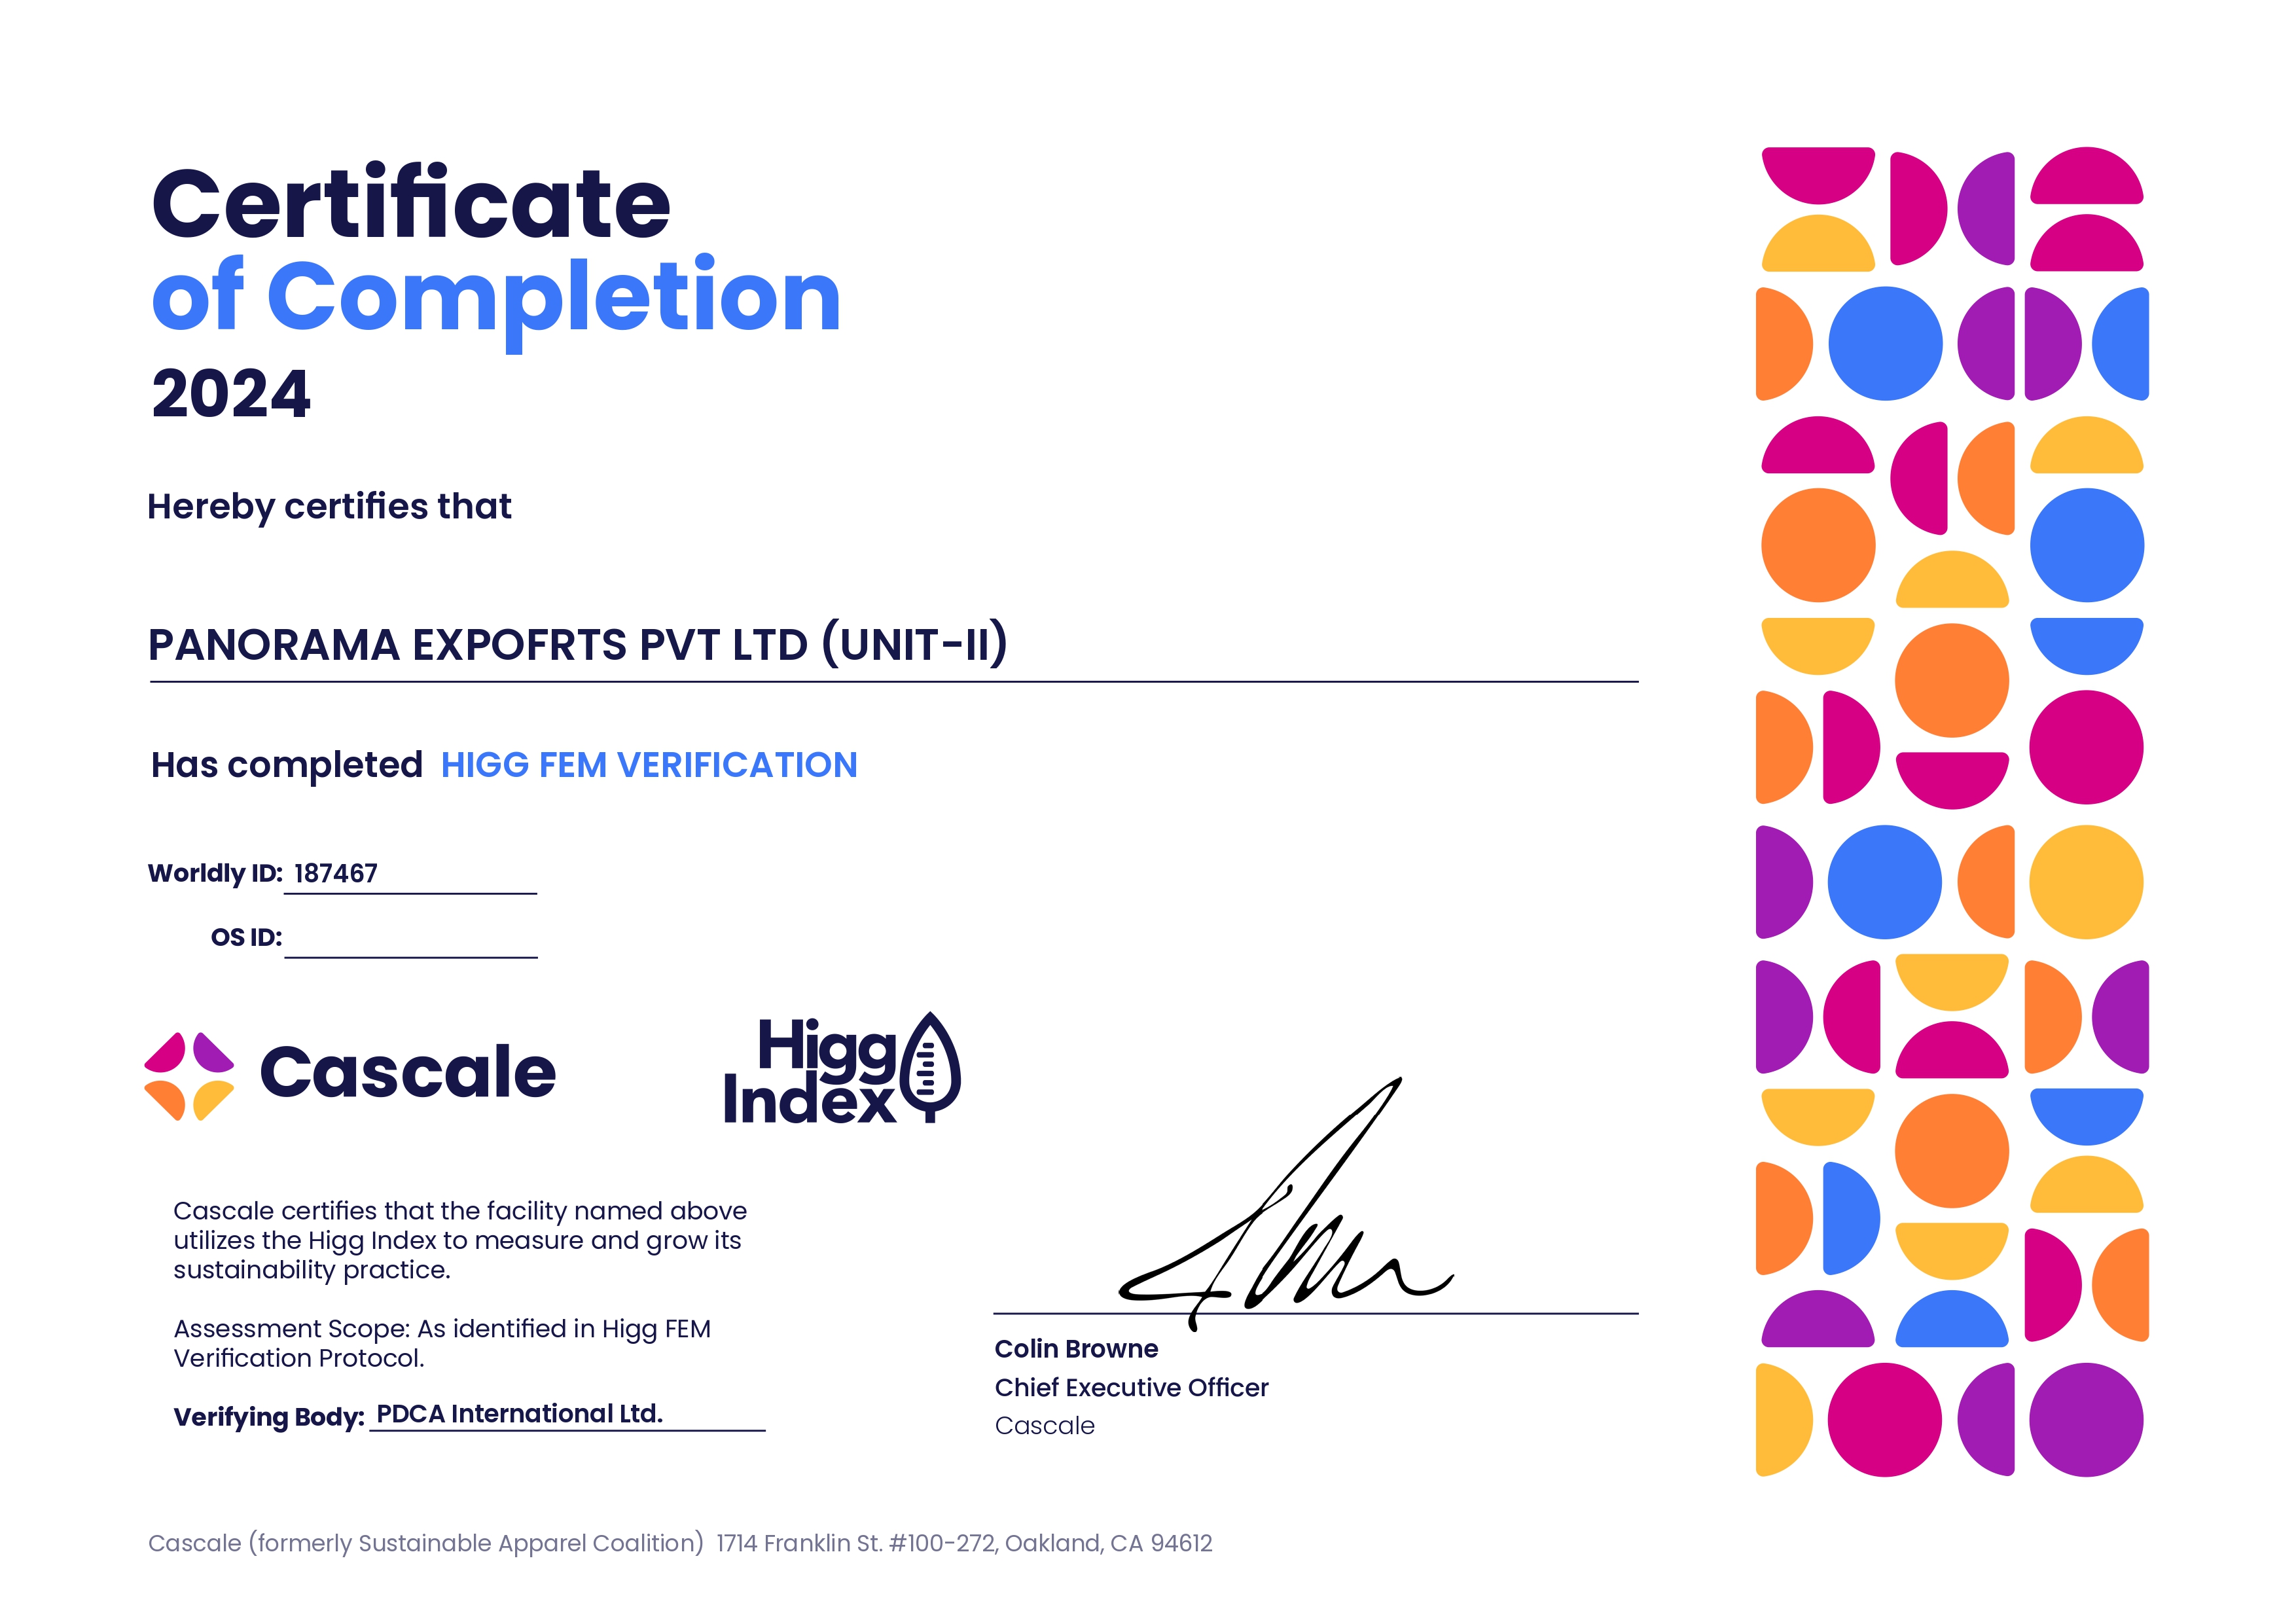 Certificate
of Completion
2024
Hereby certifies that
PANORAMA EXPOFRTS PVT LTD (UNIT-II)
Has completed HIGG FEM VERIFICATION
Worldly ID: 187467
OS ID:
Cascale
Higg
Index
Cascale certifies that the facility named above
utilizes the Higg Index to measure and grow its
sustainability practice.
Assessment Scope: As identified in Higg FEM
Verification Protocol.
Verifying Body: PDCA International Ltd.
Colin Browne
Chief Executive Officer
Cascale
Cascale (formerly Sustainable Apparel Coalition) 1714 Franklin St. #100-272, Oakland, CA 94612